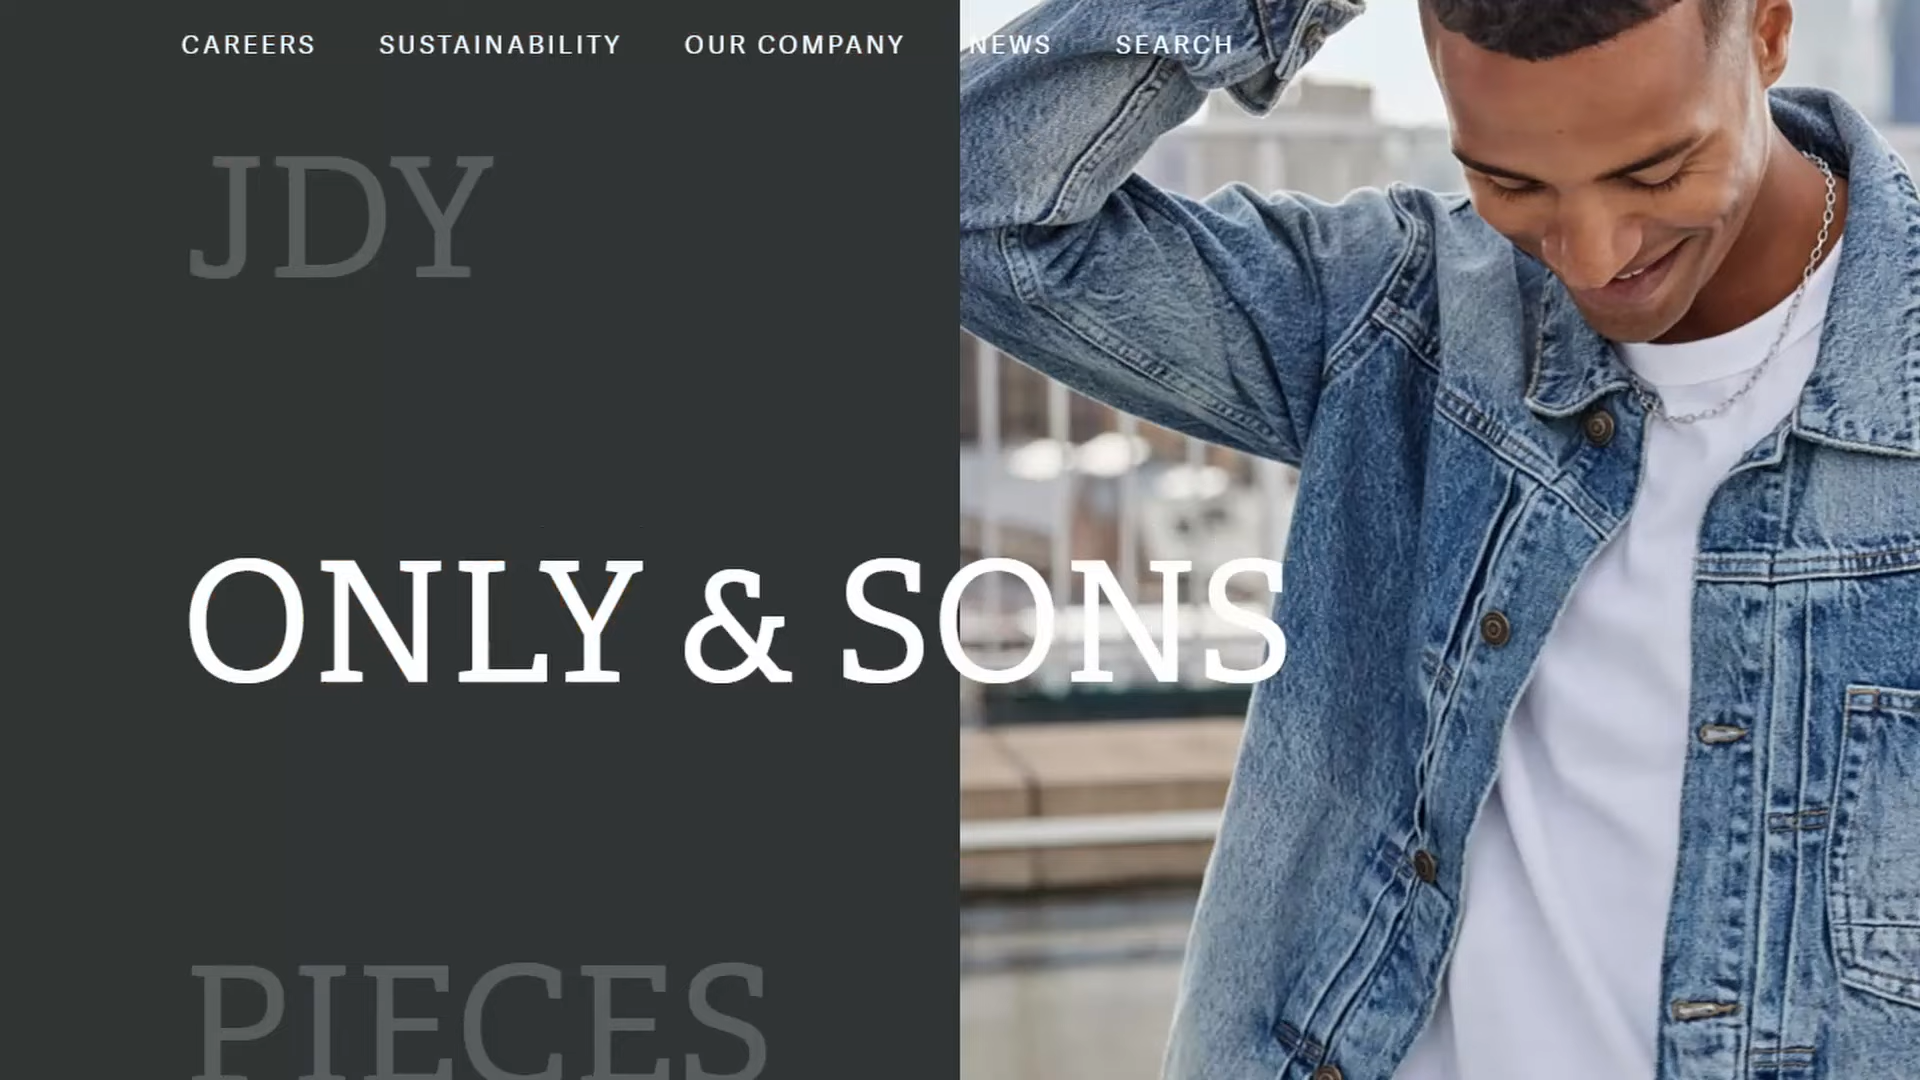 CAREERS SUSTAINABILITY OUR COMPANY NEWS SEARCH
JDY
ONLY & SONS
PIECES